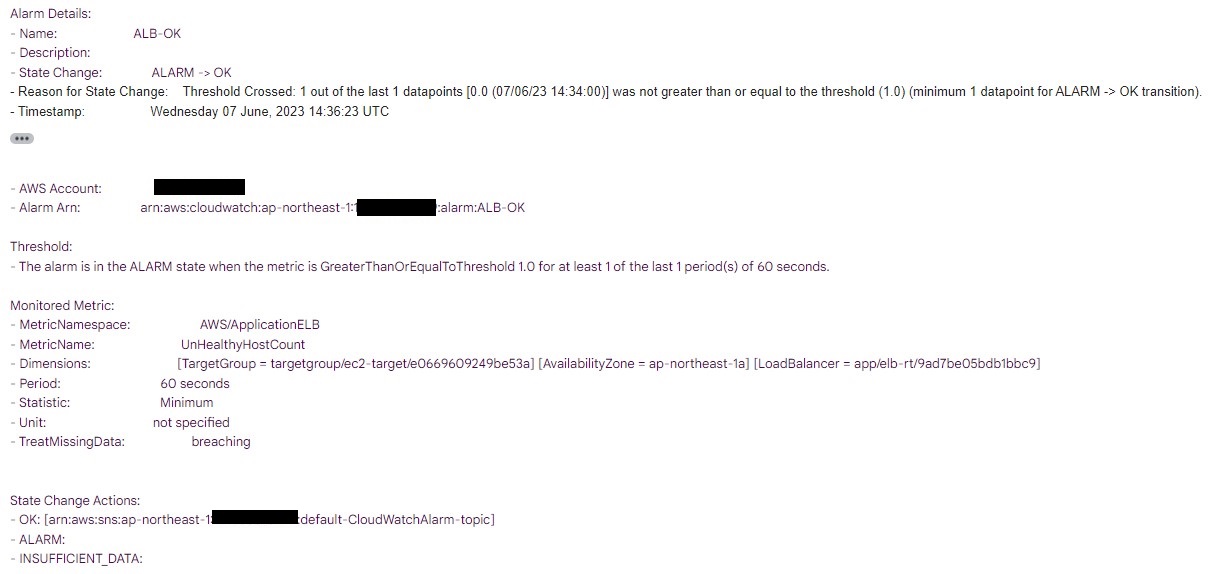 Alarm Details:
- Name: ALB-OK
- Description:
- State Change: ALARM -> OK
- Reason for State Change: Threshold Crossed: 1 out of the last 1 datapoints [0.0 (07/06/23 14:34:00)] was not greater than or equal to the threshold (1.0) (minimum 1 datapoint for ALARM -> OK transition).
- Timestamp: Wednesday 07 June, 2023 14:36:23 UTC
•••
- AWS Account:
- Alarm Arn: arn:aws:cloudwatch:ap-northeast-1: :alarm:ALB-OK
Threshold:
- The alarm is in the ALARM state when the metric is GreaterThanOrEqualToThreshold 1.0 for at least 1 of the last 1 period(s) of 60 seconds.
Monitored Metric:
- MetricNamespace: AWS/ApplicationELB
- MetricName: UnHealthyHostCount
- Dimensions: [TargetGroup = targetgroup/ec2-target/e0669609249be53a] [AvailabilityZone = ap-northeast-1a] [LoadBalancer = app/elb-rt/9ad7be05bdb1bbc9]
- Period: 60 seconds
- Statistic: Minimum
- Unit: not specified
- TreatMissingData: breaching
State Change Actions:
- OK: [arn:aws:sns:ap-northeast-1: :default-CloudWatchAlarm-topic]
- ALARM:
- INSUFFICIENT_DATA: